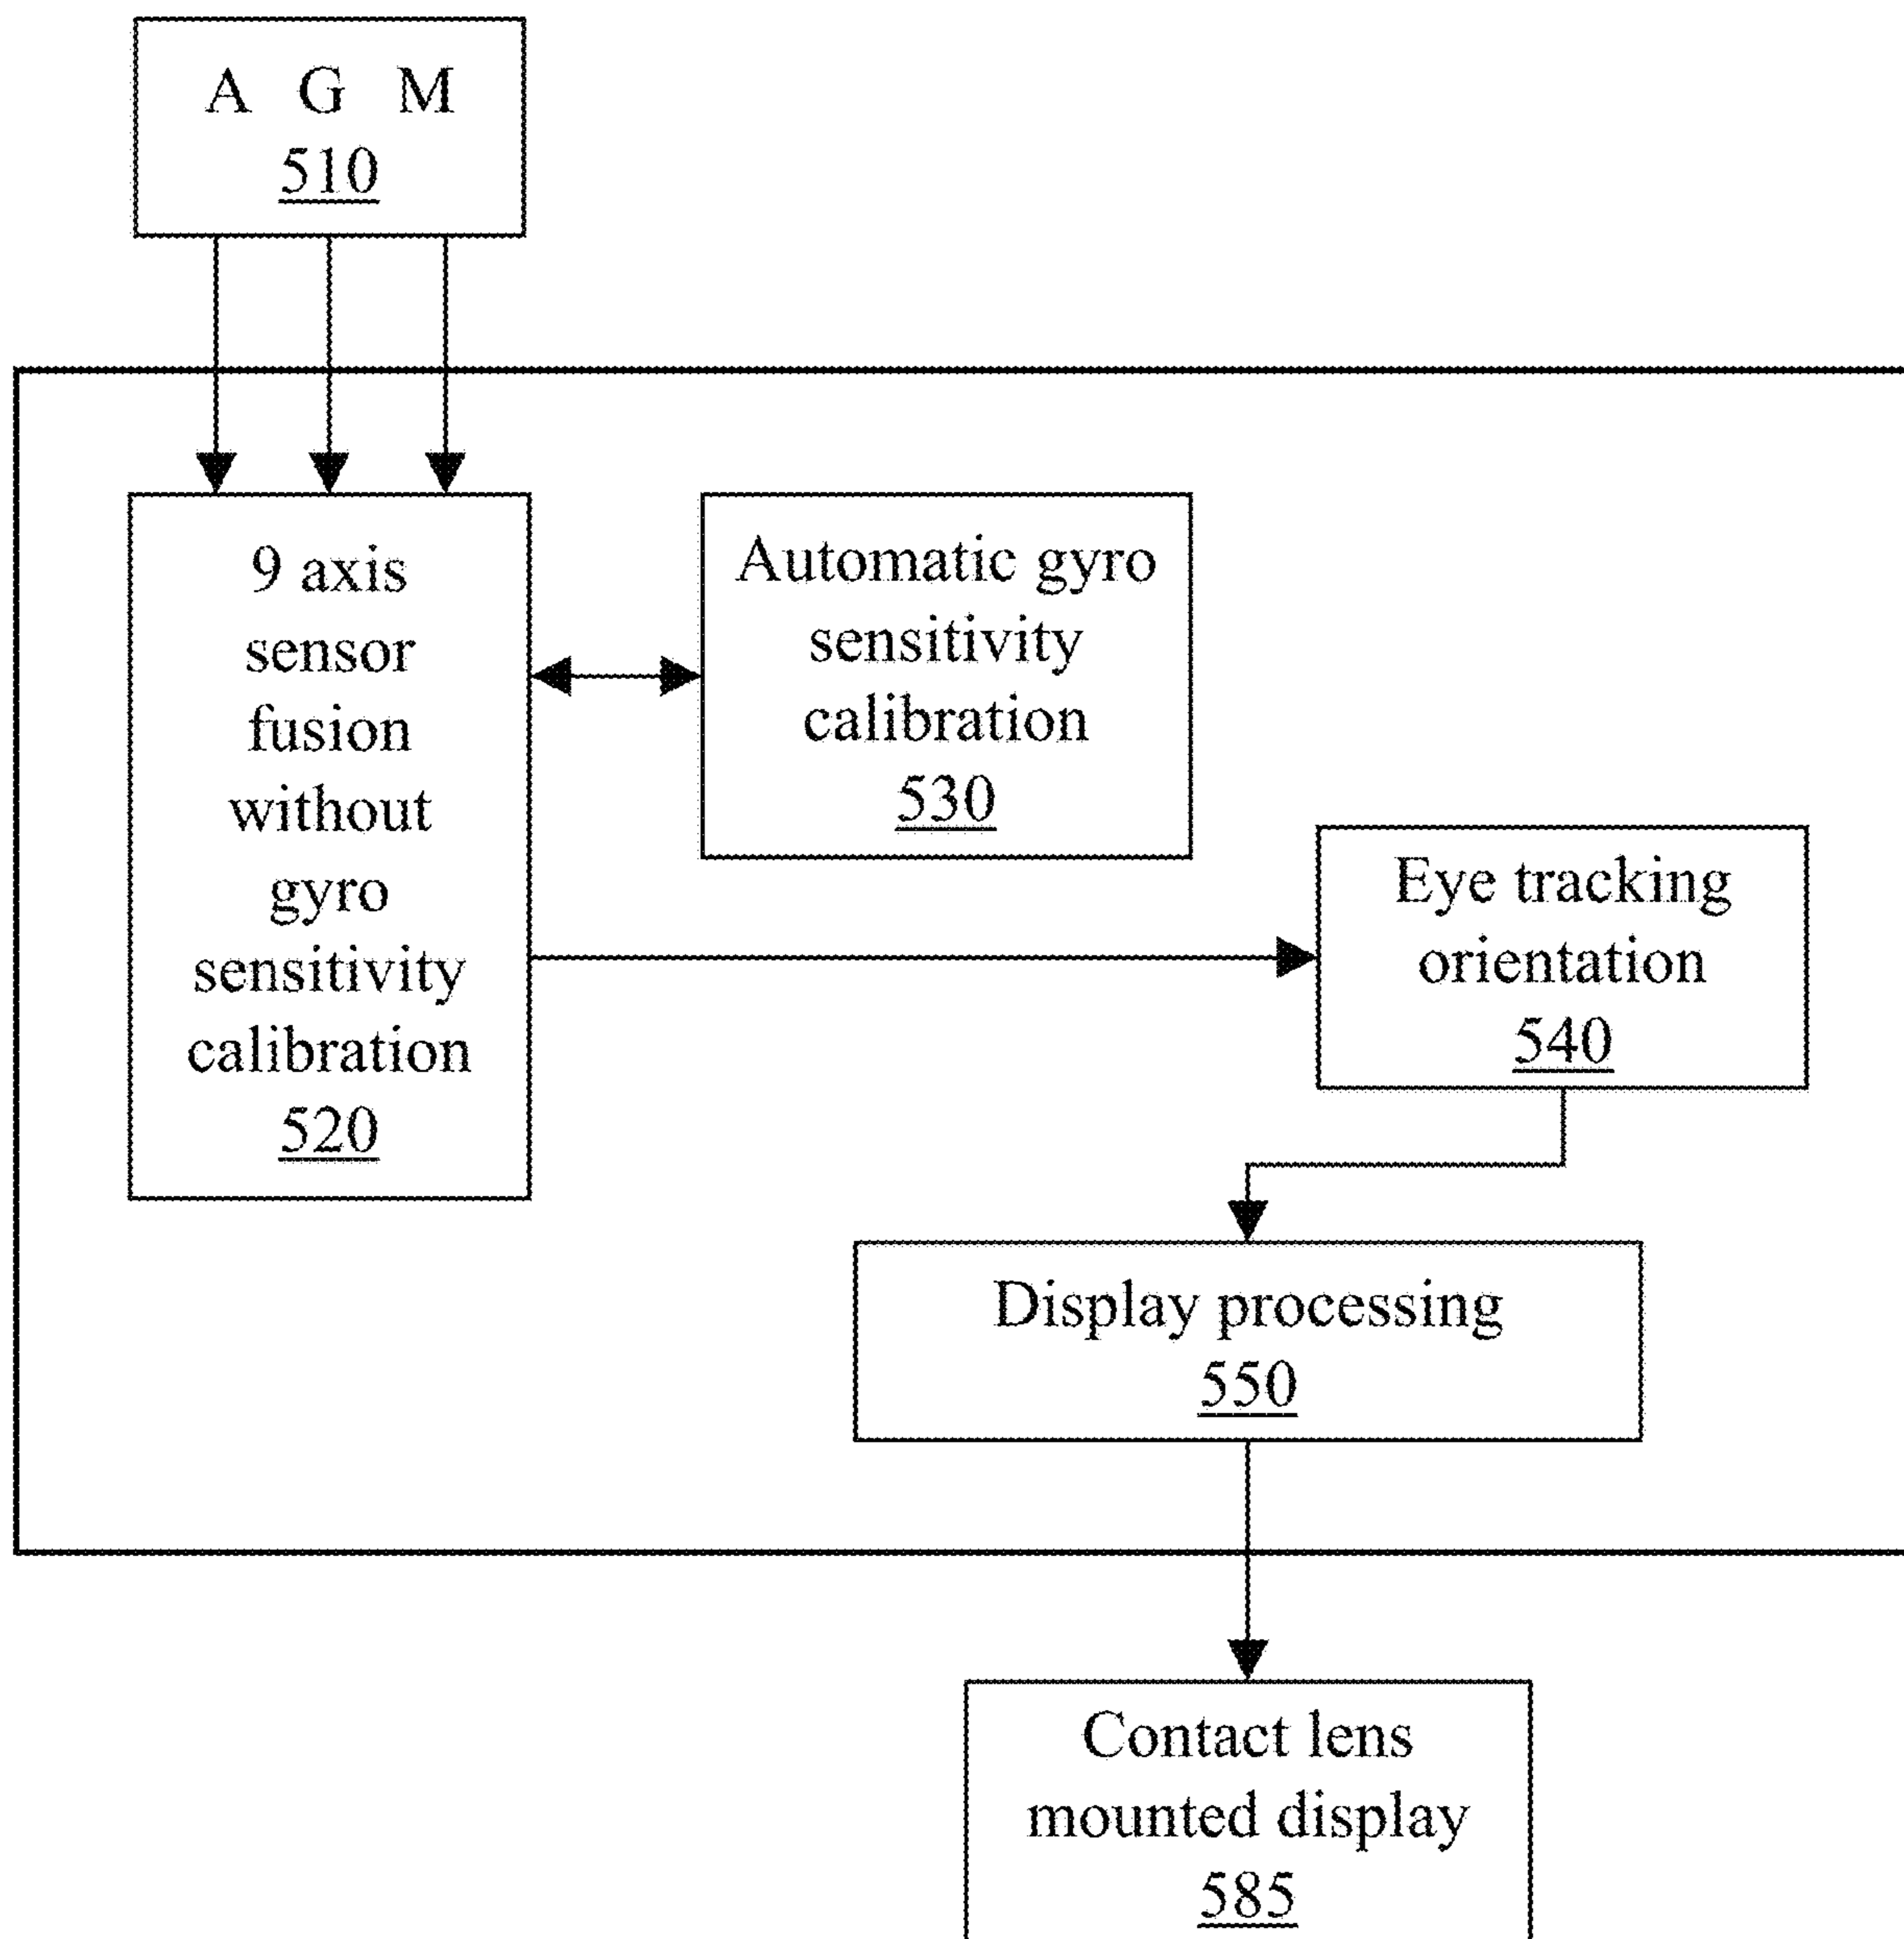 A G M
510
9 axis
sensor
fusion
without
gyro
sensitivity
calibration
520
Automatic gyro
sensitivity
calibration
530
Eye tracking
orientation
540
Display processing
550
Contact lens
mounted display
585